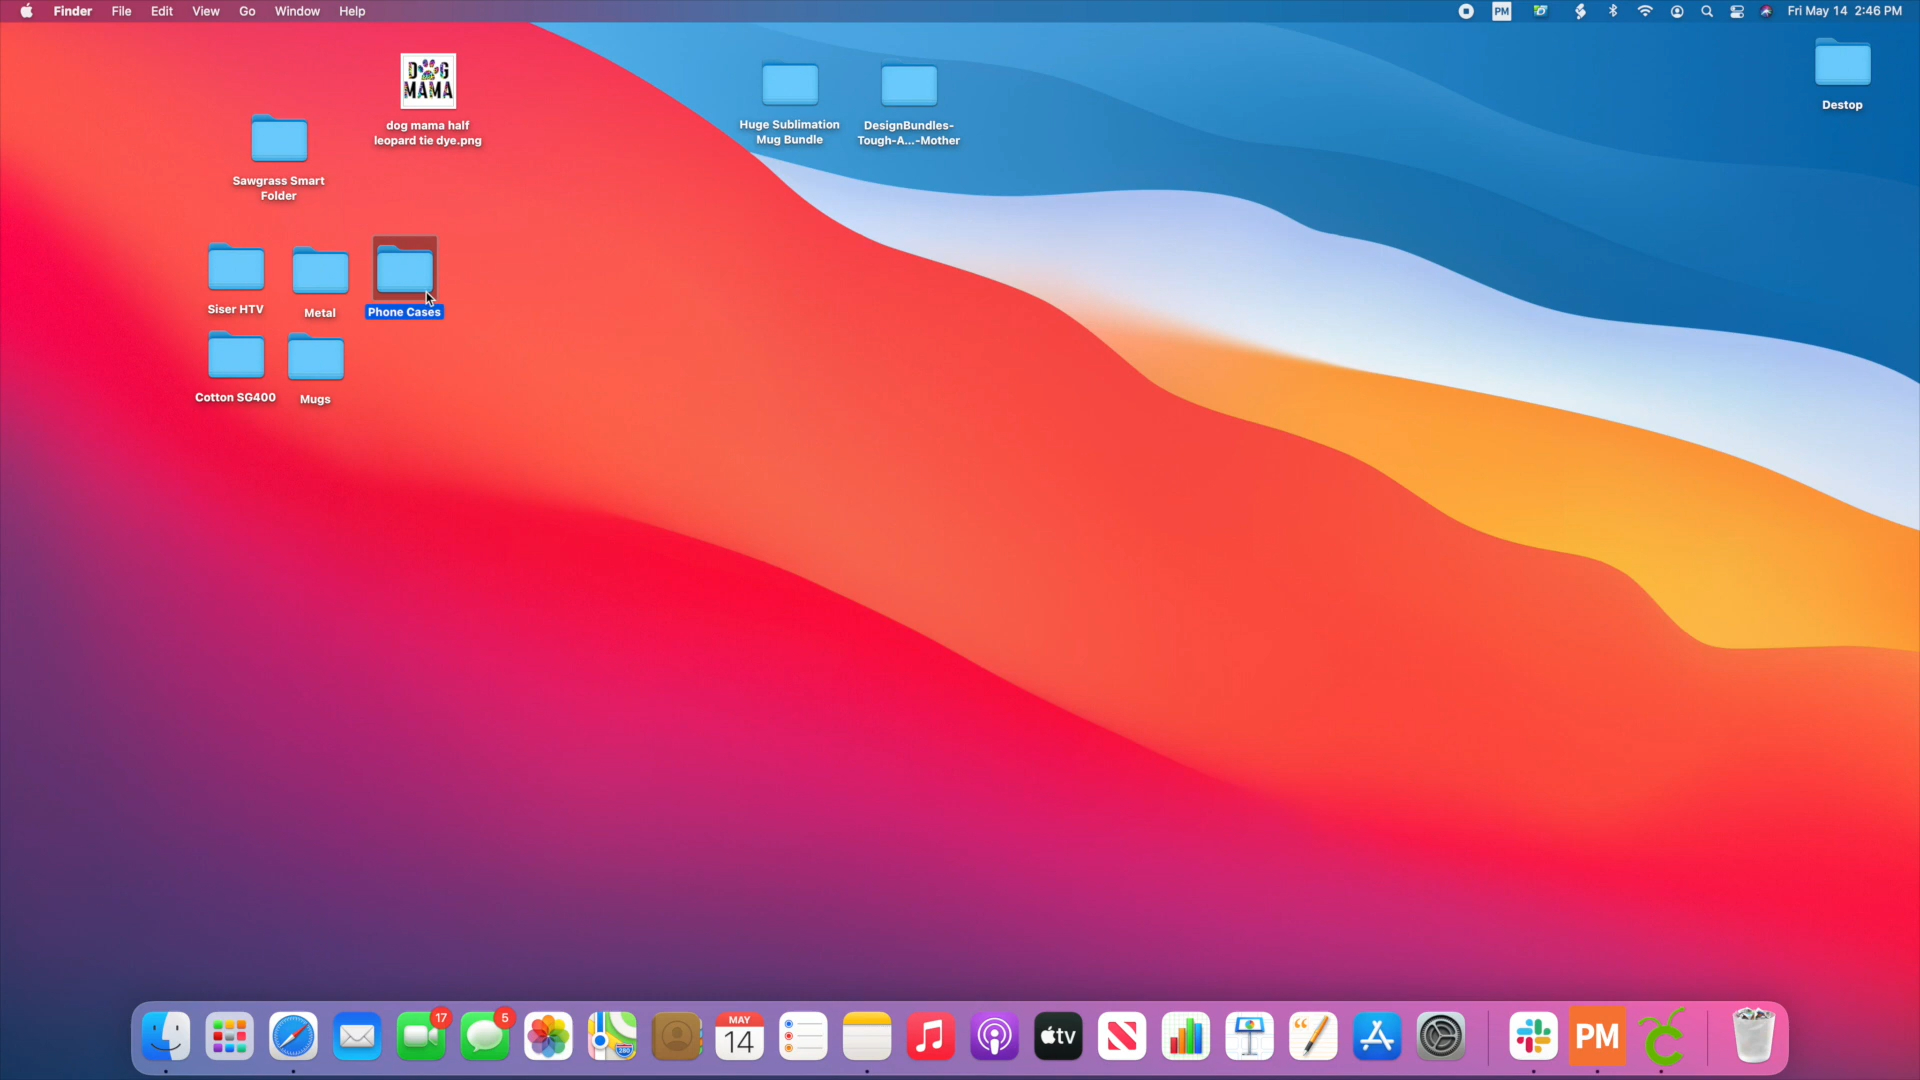 Finder File Edit View Go Window Help
PM
Fri May 14 2:46 PM
DOG
MAMA
dog mama half
leopard tie dye.png
Sawgrass Smart
Folder
Huge Sublimation
Mug Bundle
DesignBundles-
Tough-A...-Mother
Destop
Siser HTV
Metal
Phone Cases
Cotton SG400
Mugs
17
5
280
MAY
14
tv
PM